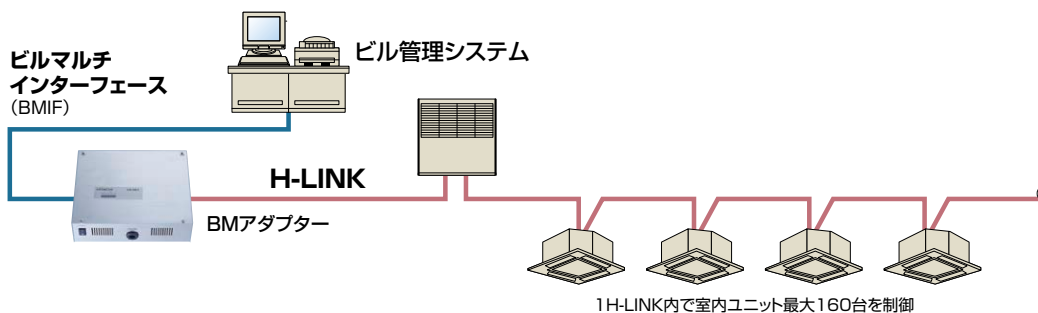 ビル管理システム
ビルマルチ
インターフェース
(BMIF)
H-LINK
BMアダプター
1H-LINK内で室内ユニット最大160台を制御